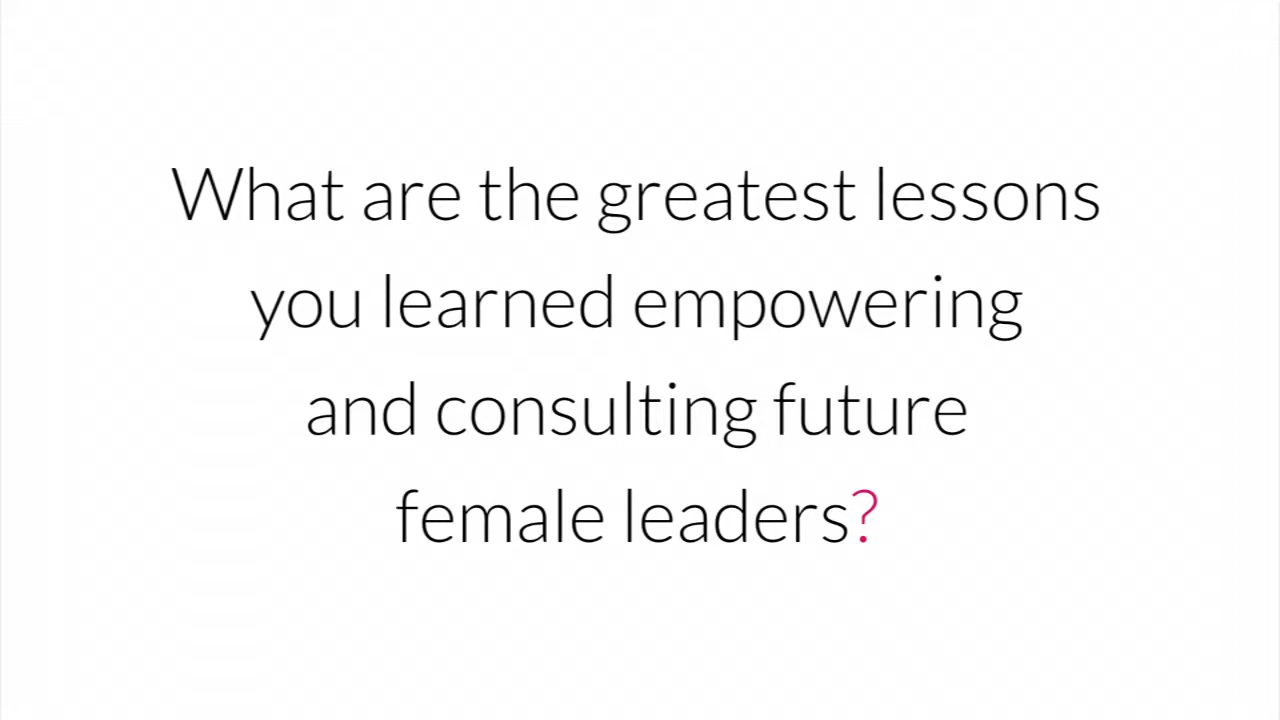 What are the greatest lessons
you learned empowering
and consulting future
female leaders?